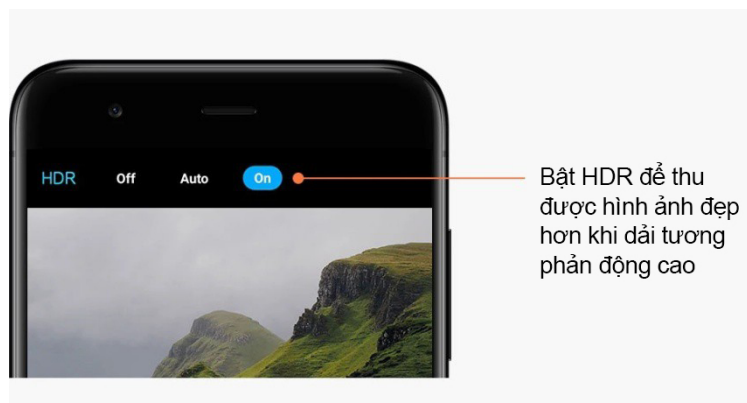 HDR Off Auto On
Bật HDR để thu
được hình ảnh đẹp
hơn khi dải tương
phản động cao